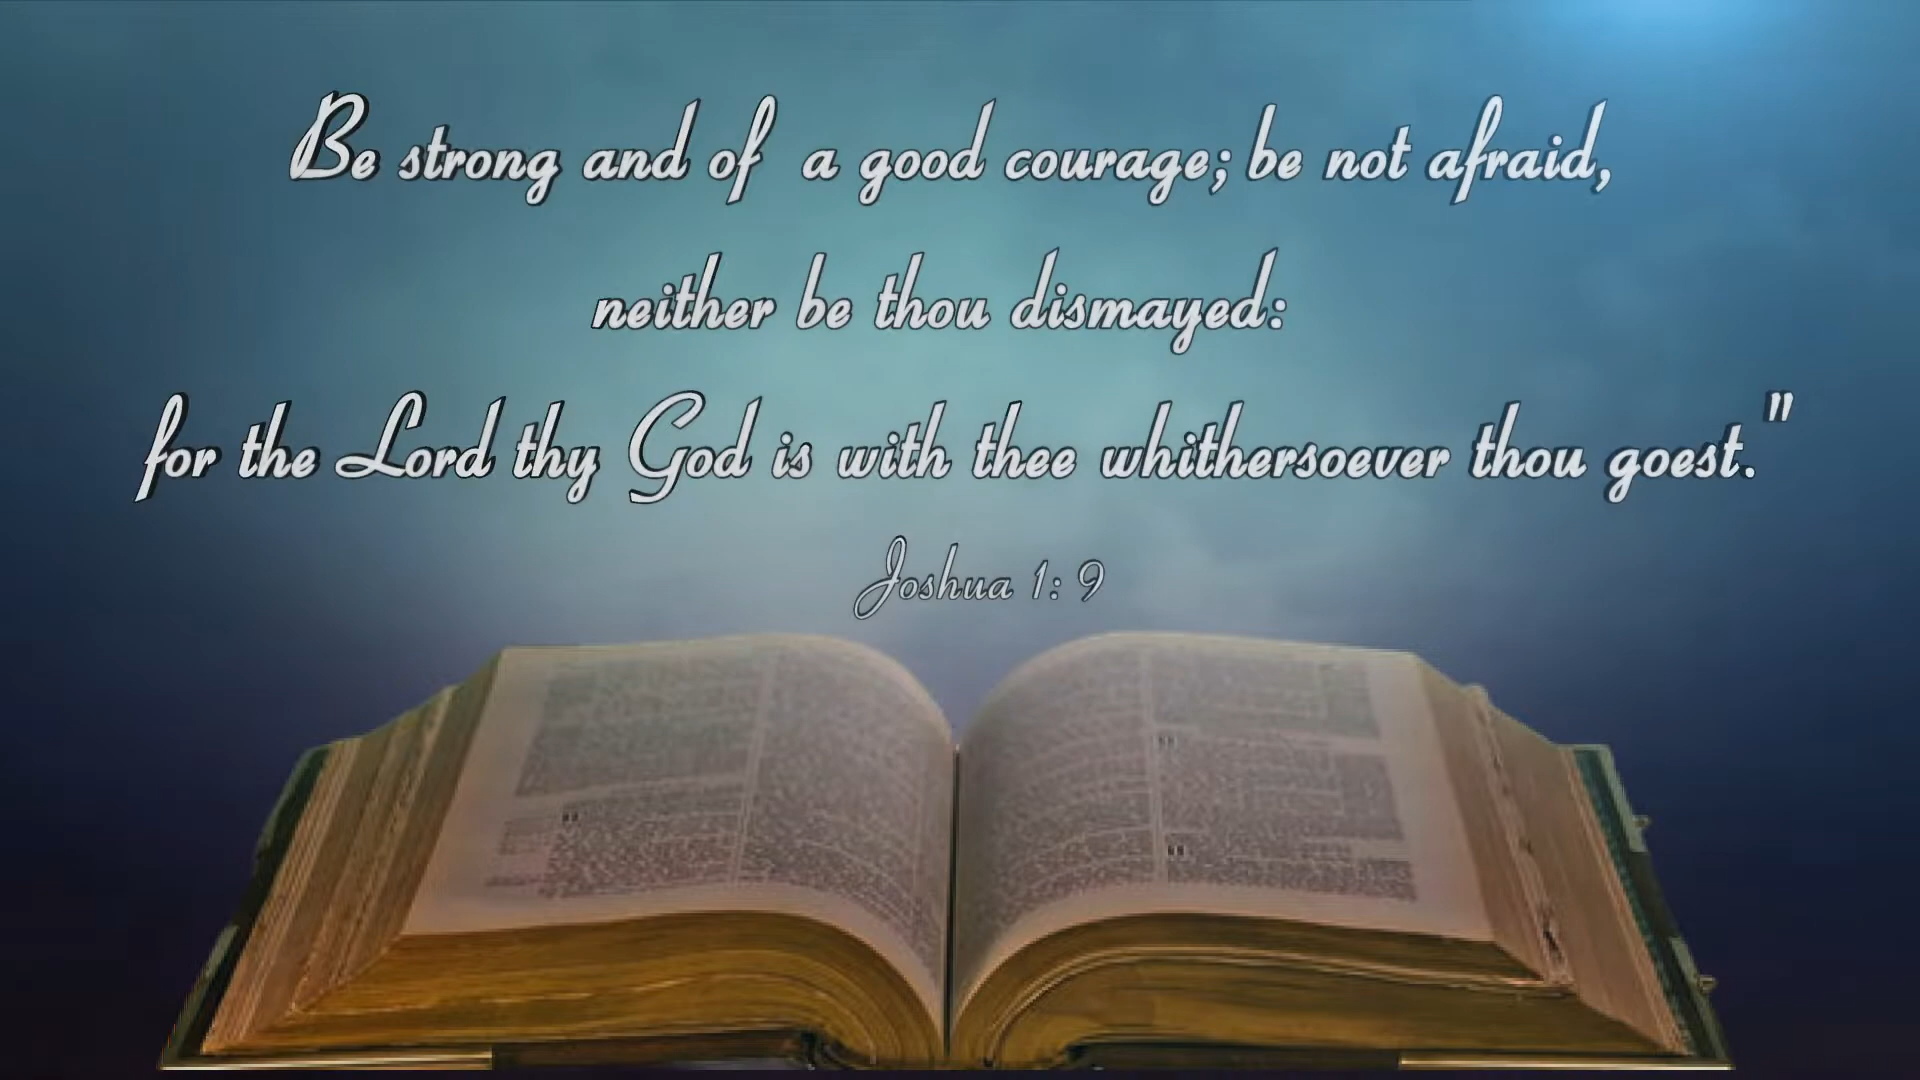 Be strong and of a good courage; be not afraid,
neither be thou dismayed:
for the Lord thy God is with thee whithersoever thou goest."
Joshua 1: 9